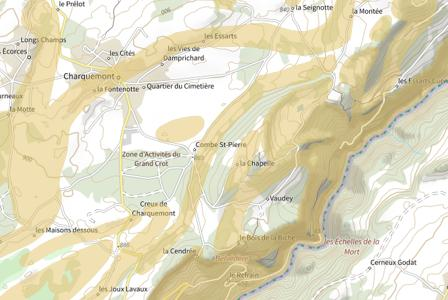 le Prélot
la Seignotte
la Montée
Longs Champs
les Essarts
Écorces
les Cités
les Vies de
Damprichard
Charquemont
les Essarts
la Fontenotte
Quartier du Cimetière
la Motte
Combe St-Pierre
Zone d'Activités du
Grand Crot
la Chapelle
Creux de
Charquemont
Vaudey
les Maisons dessous
le Bois de la Biche
les Échelles de la
Mort
la Cendrée
Belvédère
Cerneux Godat
le Refrain
les Joux Lavaux